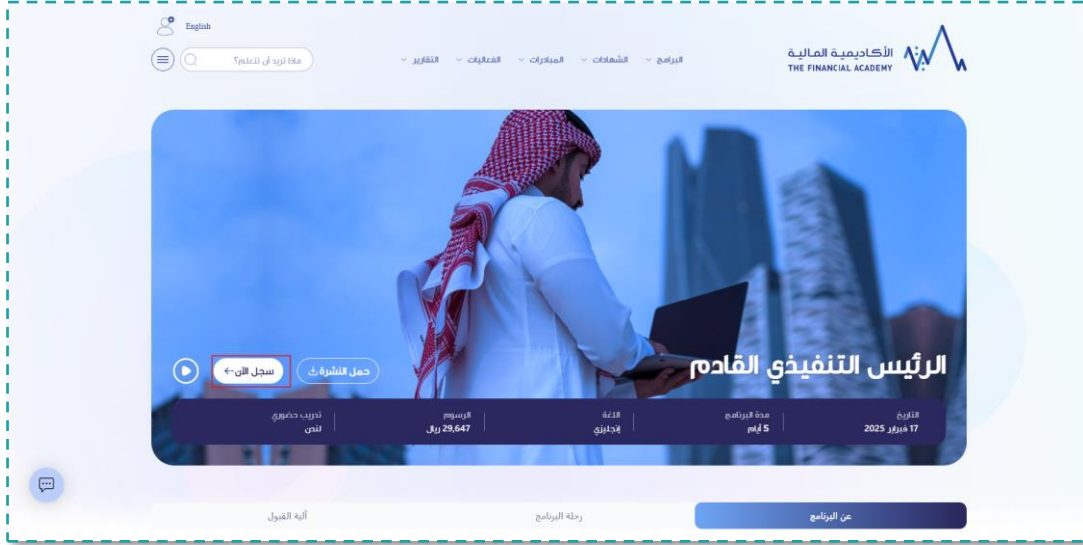 English
الأكاديمية المالية
THE FINANCIAL ACADEMY
البرامج الشهادات المبادرات الفعاليات التقارير
ماذا تريد أن تتعلم؟
الرئيس التنفيذي القادم
حمل النشرة
سجل الآن
التاريخ
17 فبراير 2025
مدة البرنامج
5 أيام
اللغة
إنجليزي
الرسوم
29,647 ريال
تدريب حضوري
لندن
عن البرنامج
رحلة البرنامج
آلية القبول